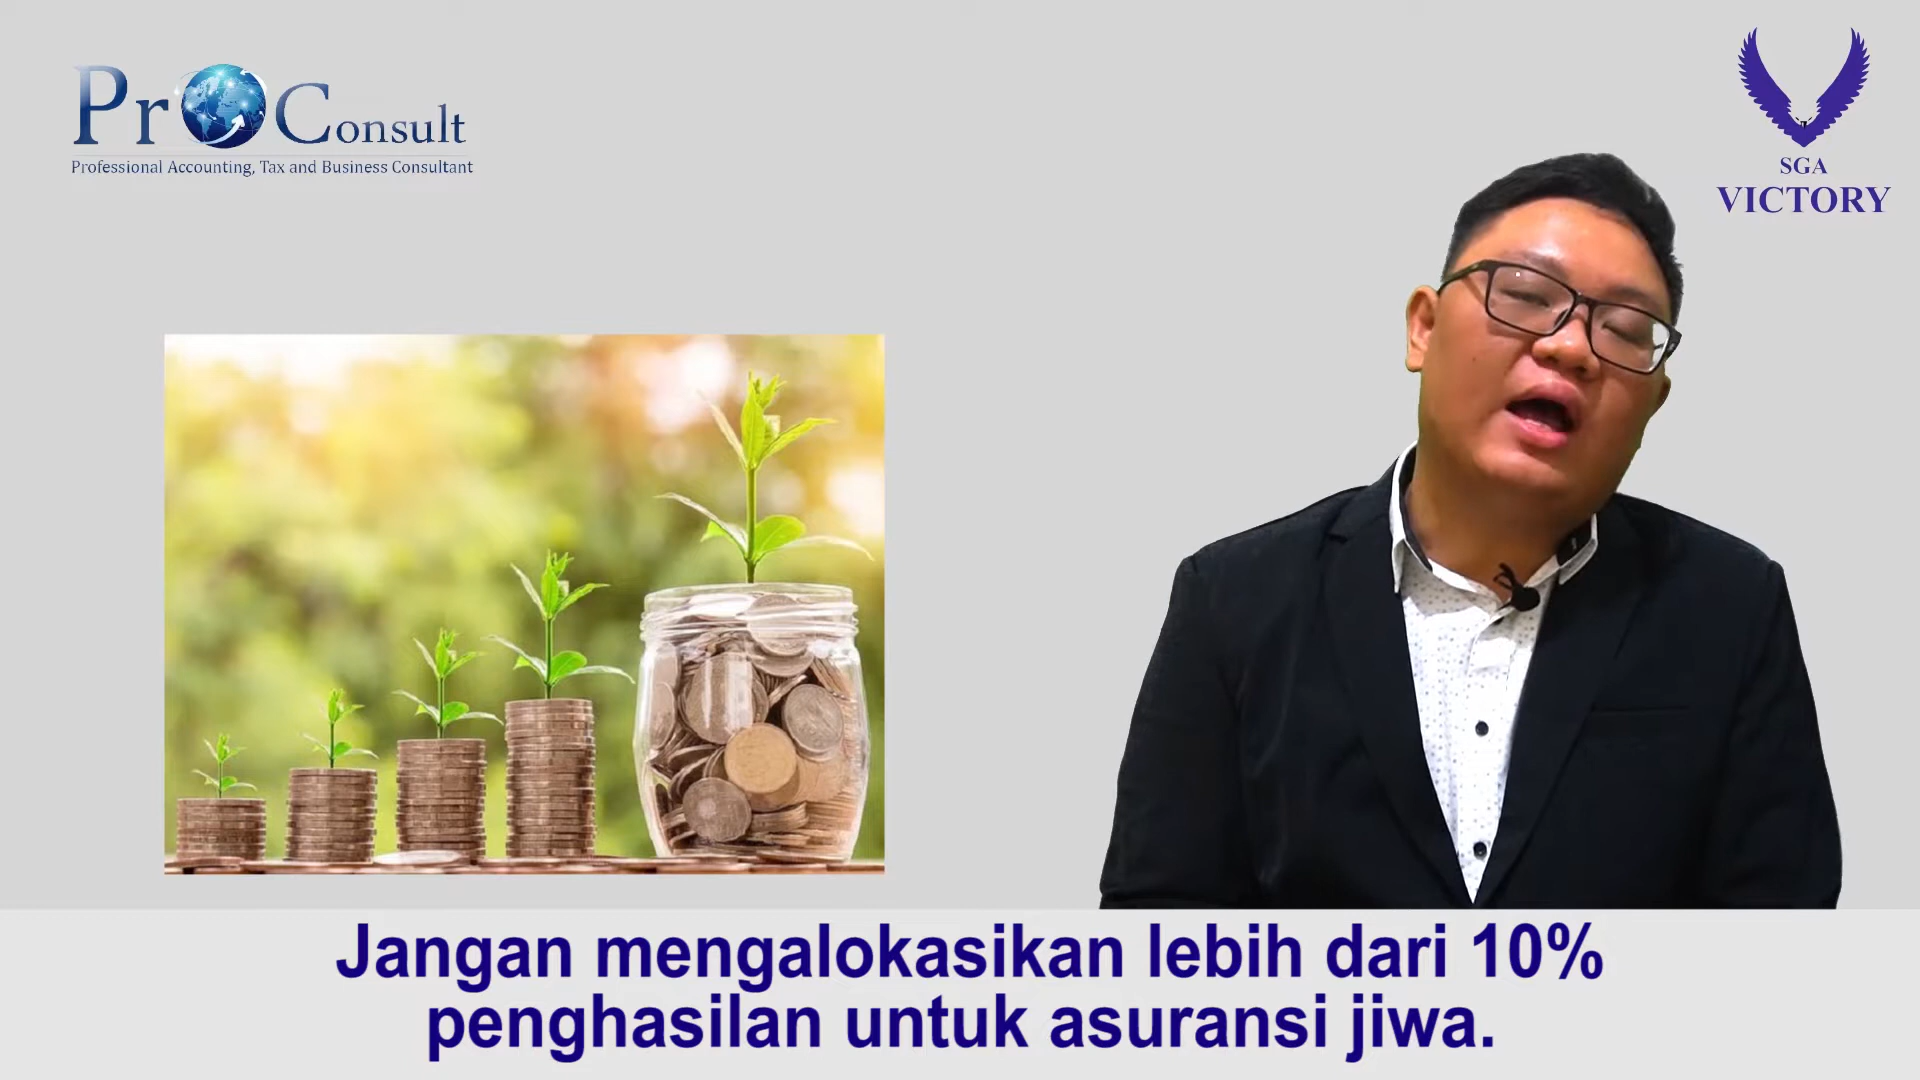 ProConsult
Professional Accounting, Tax and Business Consultant
SGA
VICTORY
Jangan mengalokasikan lebih dari 10%
penghasilan untuk asuransi jiwa.